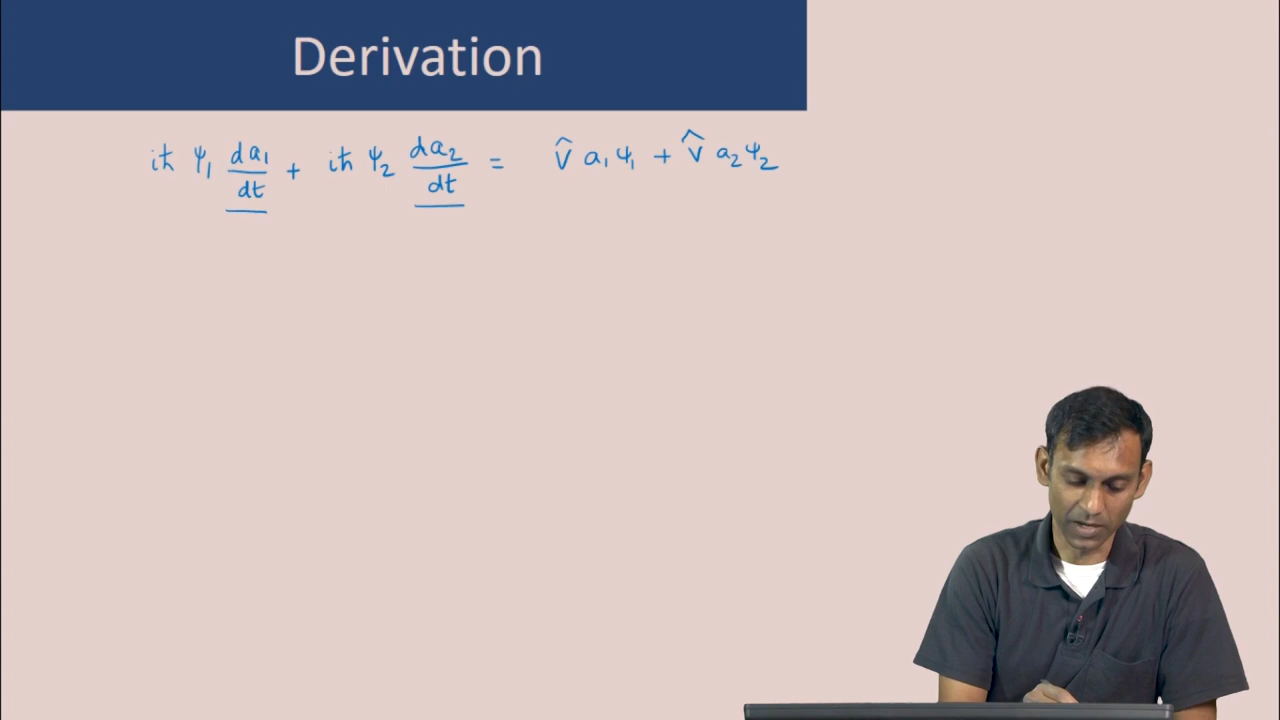 Derivation
iħ ψ₁ da₁/dt + iħ ψ₂ da₂/dt = V̂ a₁ψ₁ + V̂ a₂ψ₂